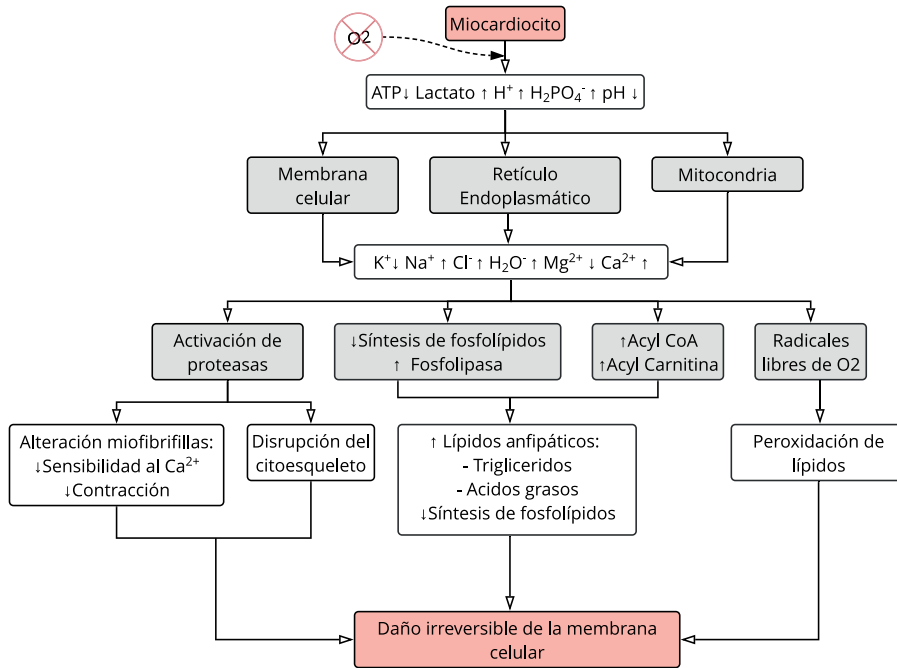 Miocardiocito
O2
ATP↓ Lactato ↑ H⁺ ↑ H₂PO₄⁻ ↑ pH ↓
Membrana
celular
Retículo
Endoplasmático
Mitocondria
K⁺↓ Na⁺ ↑ Cl⁻↑ H₂O⁻ ↑ Mg²⁺ ↓ Ca²⁺ ↑
Activación de
proteasas
↓Síntesis de fosfolípidos
↑ Fosfolipasa
↑Acyl CoA
↑Acyl Carnitina
Radicales
libres de O2
Alteración miofibrifillas:
↓Sensibilidad al Ca²⁺
↓Contracción
Disrupción del
citoesqueleto
↑ Lípidos anfipáticos:
- Trigliceridos
- Acidos grasos
↓Síntesis de fosfolípidos
Peroxidación de
lípidos
Daño irreversible de la membrana
celular